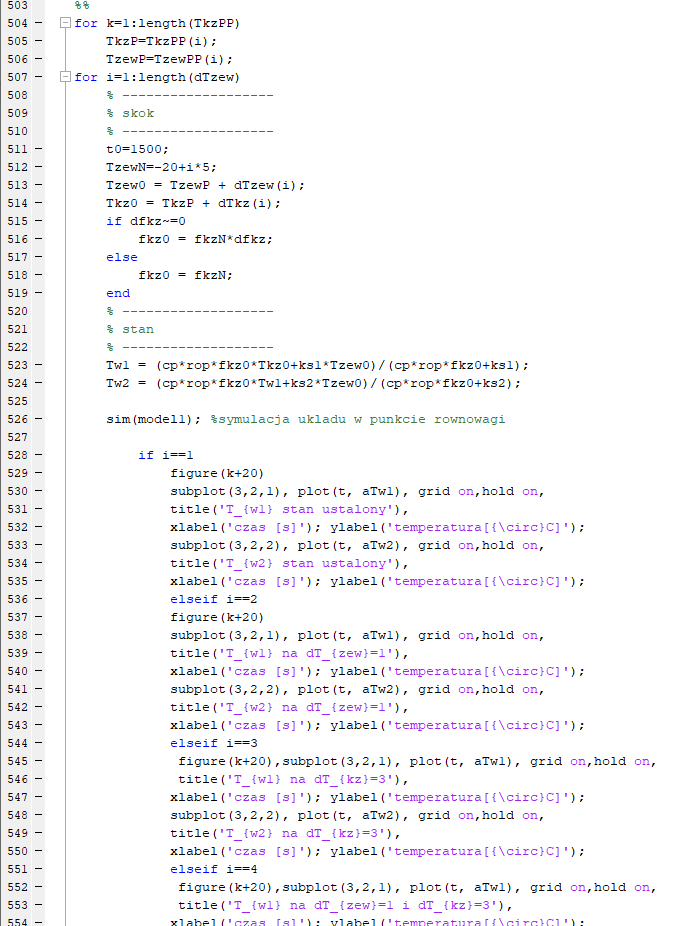 503 %%
504 - for k=1:length(TkzPP)
505 - TkzP=TkzPP(i);
506 - TzewP=TzewPP(i);
507 - for i=1:length(dTzew)
508 % -------------------
509 % skok
510 % -------------------
511 - t0=1500;
512 - TzewN=-20+i*5;
513 - Tzew0 = TzewP + dTzew(i);
514 - Tkz0 = TkzP + dTkz(i);
515 - if dfkz~=0
516 - fkz0 = fkzN*dfkz;
517 - else
518 - fkz0 = fkzN;
519 - end
520 % -------------------
521 % stan
522 % -------------------
523 - Tw1 = (cp*rop*fkz0*Tkz0+ks1*Tzew0)/(cp*rop*fkz0+ks1);
524 - Tw2 = (cp*rop*fkz0*Tw1+ks2*Tzew0)/(cp*rop*fkz0+ks2);
525
526 - sim(model1); %symulacja ukladu w punkcie rownowagi
527
528 - if i==1
529 - figure(k+20)
530 - subplot(3,2,1), plot(t, aTw1), grid on,hold on,
531 - title('T_{w1} stan ustalony'),
532 - xlabel('czas [s]'); ylabel('temperatura[{\circ}C]');
533 - subplot(3,2,2), plot(t, aTw2), grid on,hold on,
534 - title('T_{w2} stan ustalony'),
535 - xlabel('czas [s]'); ylabel('temperatura[{\circ}C]');
536 - elseif i==2
537 - figure(k+20)
538 - subplot(3,2,1), plot(t, aTw1), grid on,hold on,
539 - title('T_{w1} na dT_{zew}=1'),
540 - xlabel('czas [s]'); ylabel('temperatura[{\circ}C]');
541 - subplot(3,2,2), plot(t, aTw2), grid on,hold on,
542 - title('T_{w2} na dT_{zew}=1'),
543 - xlabel('czas [s]'); ylabel('temperatura[{\circ}C]');
544 - elseif i==3
545 - figure(k+20),subplot(3,2,1), plot(t, aTw1), grid on,hold on,
546 - title('T_{w1} na dT_{kz}=3'),
547 - xlabel('czas [s]'); ylabel('temperatura[{\circ}C]');
548 - subplot(3,2,2), plot(t, aTw2), grid on,hold on,
549 - title('T_{w2} na dT_{kz}=3'),
550 - xlabel('czas [s]'); ylabel('temperatura[{\circ}C]');
551 - elseif i==4
552 - figure(k+20),subplot(3,2,1), plot(t, aTw1), grid on,hold on,
553 - title('T_{w1} na dT_{zew}=1 i dT_{kz}=3'),
554 - xlabel('czas [s]'); ylabel('temperatura[{\circ}C]');